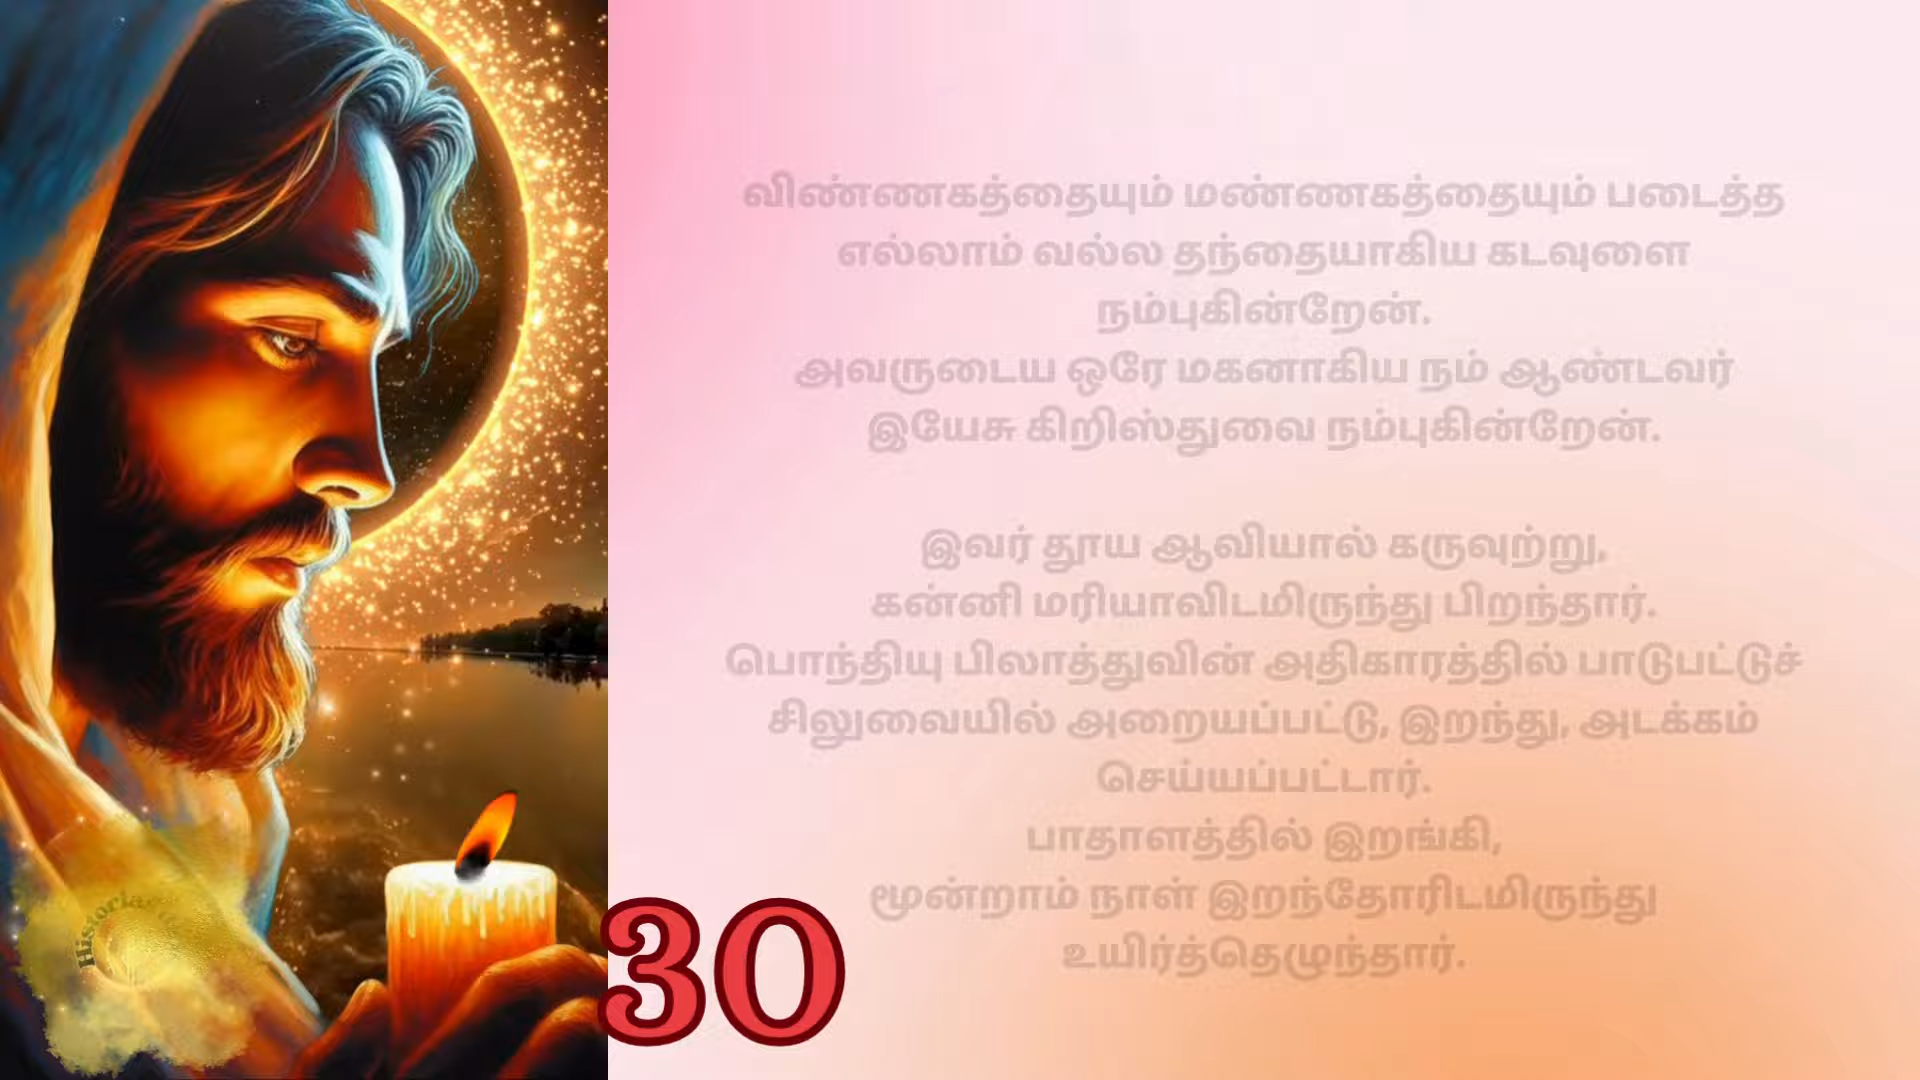 விண்ணகத்தையும் மண்ணகத்தையும் படைத்த
எல்லாம் வல்ல தந்தையாகிய கடவுளை
நம்புகின்றேன்.
அவருடைய ஒரே மகனாகிய நம் ஆண்டவர்
இயேசு கிறிஸ்துவை நம்புகின்றேன்.
இவர் தூய ஆவியால் கருவுற்று,
கன்னி மரியாவிடமிருந்து பிறந்தார்.
பொந்தியு பிலாத்துவின் அதிகாரத்தில் பாடுபட்டுச்
சிலுவையில் அறையப்பட்டு, இறந்து, அடக்கம்
செய்யப்பட்டார்.
பாதாளத்தில் இறங்கி,
மூன்றாம் நாள் இறந்தோரிடமிருந்து
உயிர்த்தெழுந்தார்.
30